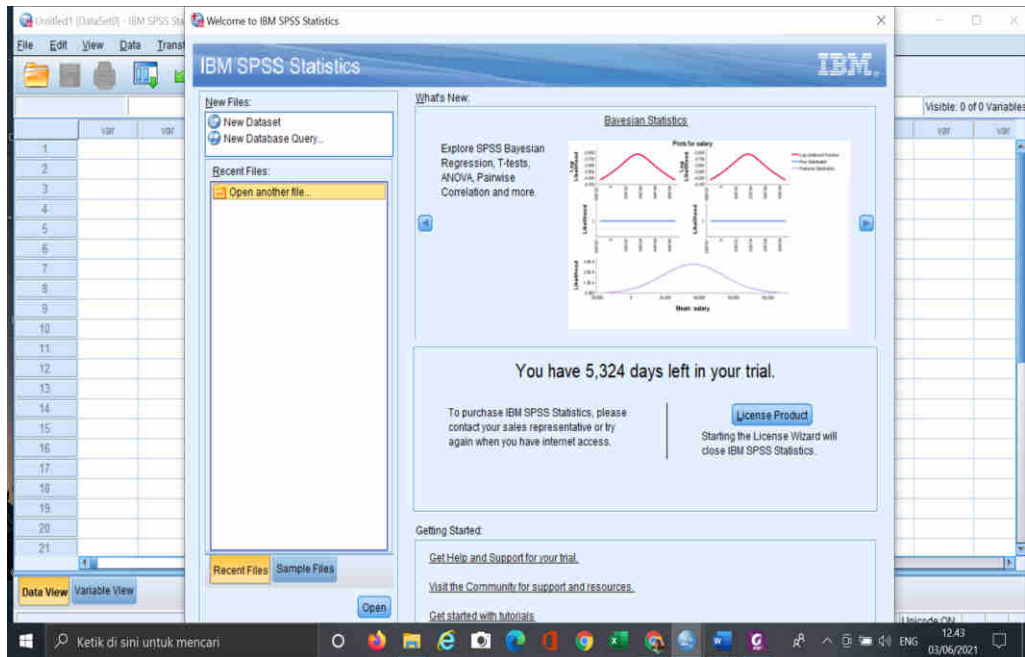 Untitled1 [DataSet0] - IBM SPSS Sta
Welcome to IBM SPSS Statistics
File Edit View Data Transf
IBM SPSS Statistics
IBM
New Files:
New Dataset
New Database Query...
Recent Files:
Open another file...
Recent Files
Sample Files
Open
What's New:
Bayesian Statistics
Explore SPSS Bayesian
Regression, T-tests,
ANOVA, Pairwise
Correlation and more.
Plots for salary
Log
Likelihood
Log
Likelihood
Likelihood
Likelihood
Likelihood
Mean: salary
You have 5,324 days left in your trial.
To purchase IBM SPSS Statistics, please
contact your sales representative or try
again when you have internet access.
License Product
Starting the License Wizard will
close IBM SPSS Statistics.
Getting Started:
Get Help and Support for your trial.
Visit the Community for support and resources.
Get started with tutorials
Visible: 0 of 0 Variables
var var var var
1
2
3
4
5
6
7
8
9
10
11
12
13
14
15
16
17
18
19
20
21
Data View Variable View
Unicode:ON
Ketik di sini untuk mencari
ENG
12.43
03/06/2021